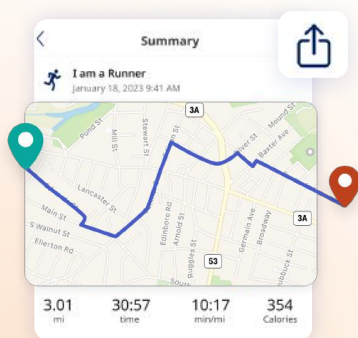 Summary
I am a Runner
January 18, 2023 9:41 AM
3A
Pond St
Mill St
Stewart St
Mound St
Baxter Ave
Lancaster St
Main St
S Walnut St
Ellerton Rd
Edinboro Rd
Arnold St
Germain Ave
Broadway
3A
53
3.01
30:57
10:17
354
mi
time
min/mi
Calories